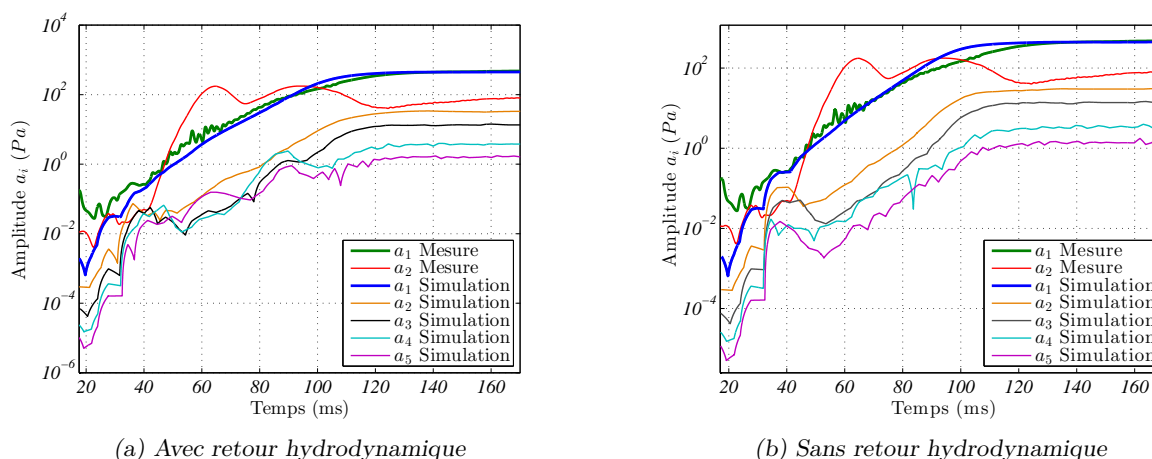 10^4
10^2
10^0
10^-2
10^-4
10^-6
Amplitude a_i (Pa)
20 40 60 80 100 120 140 160
Temps (ms)
a_1 Mesure
a_2 Mesure
a_1 Simulation
a_2 Simulation
a_3 Simulation
a_4 Simulation
a_5 Simulation
(a) Avec retour hydrodynamique
10^2
10^0
10^-2
10^-4
Amplitude a_i (Pa)
20 40 60 80 100 120 140 160
Temps (ms)
a_1 Mesure
a_2 Mesure
a_1 Simulation
a_2 Simulation
a_3 Simulation
a_4 Simulation
a_5 Simulation
(b) Sans retour hydrodynamique